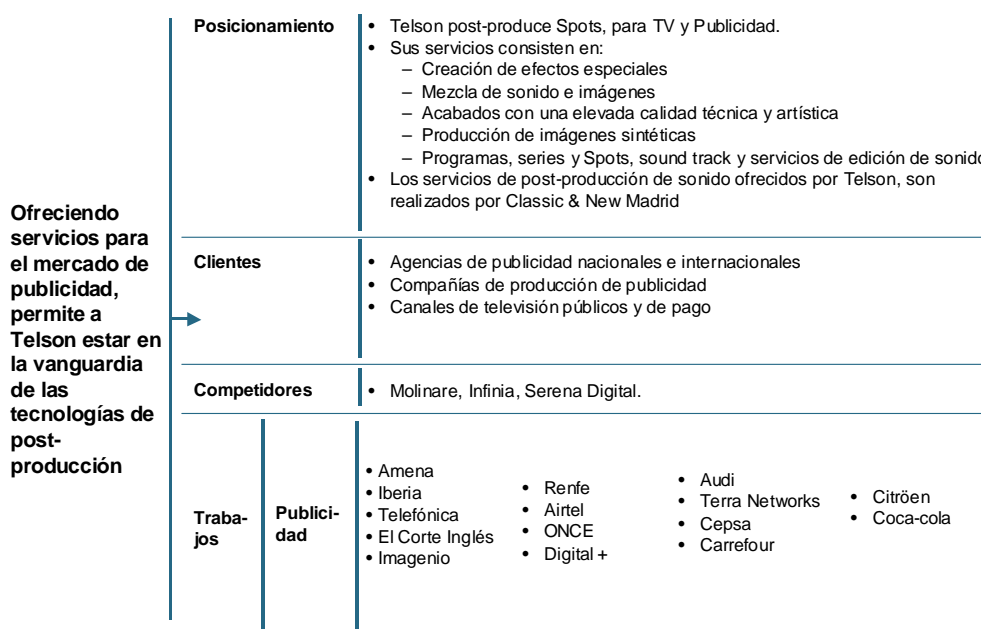 Ofreciendo
servicios para
el mercado de
publicidad,
permite a
Telson estar en
la vanguardia
de las
tecnologías de
post-
producción
Posicionamiento
• Telson post-produce Spots, para TV y Publicidad.
• Sus servicios consisten en:
– Creación de efectos especiales
– Mezcla de sonido e imágenes
– Acabados con una elevada calidad técnica y artística
– Producción de imágenes sintéticas
– Programas, series y Spots, sound track y servicios de edición de sonido
• Los servicios de post-producción de sonido ofrecidos por Telson, son
realizados por Classic & New Madrid
Clientes
• Agencias de publicidad nacionales e internacionales
• Compañías de producción de publicidad
• Canales de televisión públicos y de pago
Competidores
• Molinare, Infinia, Serena Digital.
Traba-
jos
Publici-
dad
• Amena
• Iberia
• Telefónica
• El Corte Inglés
• Imagenio
• Renfe
• Airtel
• ONCE
• Digital +
• Audi
• Terra Networks
• Cepsa
• Carrefour
• Citröen
• Coca-cola